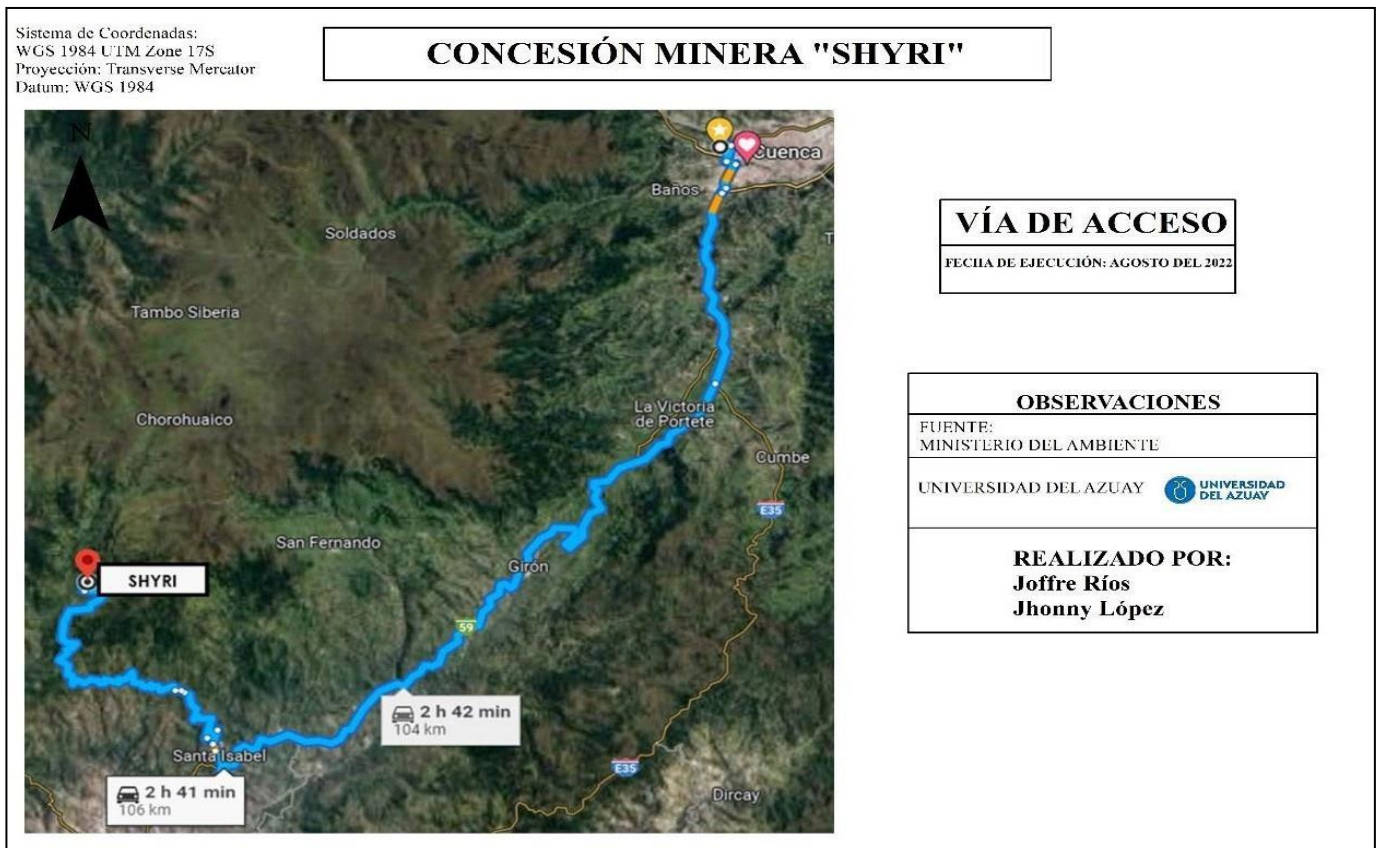 Sistema de Coordenadas:
WGS 1984 UTM Zone 17S
Proyección: Transverse Mercator
Datum: WGS 1984
CONCESIÓN MINERA "SHYRI"
N
Cuenca
Baños
Soldados
T
Tambo Siberia
Chorohuaico
La Victoria
de Portete
Cumbe
E35
San Fernando
Girón
SHYRI
59
2 h 42 min
104 km
Santa Isabel
E35
2 h 41 min
106 km
Dircay
VÍA DE ACCESO
FECHA DE EJECUCIÓN: AGOSTO DEL 2022
OBSERVACIONES
FUENTE:
MINISTERIO DEL AMBIENTE
UNIVERSIDAD DEL AZUAY
UNIVERSIDAD
DEL AZUAY
REALIZADO POR:
Joffre Ríos
Jhonny López